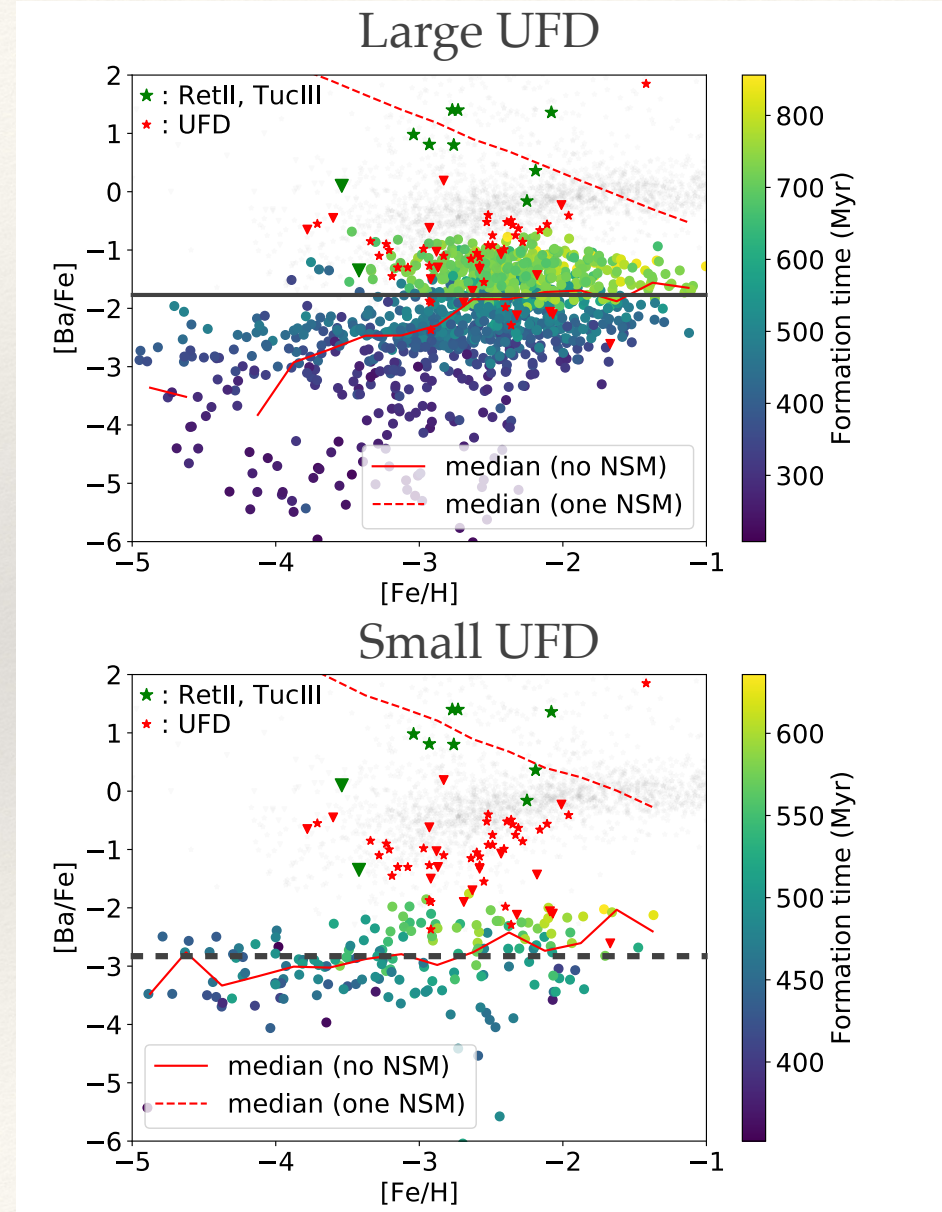 Large UFD
2
1
0
−1
−2
−3
−4
−5
−6
[Ba/Fe]
★ : RetII, TucIII
★ : UFD
median (no NSM)
median (one NSM)
−5 −4 −3 −2 −1
[Fe/H]
800
700
600
500
400
300
Formation time (Myr)
Small UFD
2
1
0
−1
−2
−3
−4
−5
−6
[Ba/Fe]
★ : RetII, TucIII
★ : UFD
median (no NSM)
median (one NSM)
−5 −4 −3 −2 −1
[Fe/H]
600
550
500
450
400
Formation time (Myr)